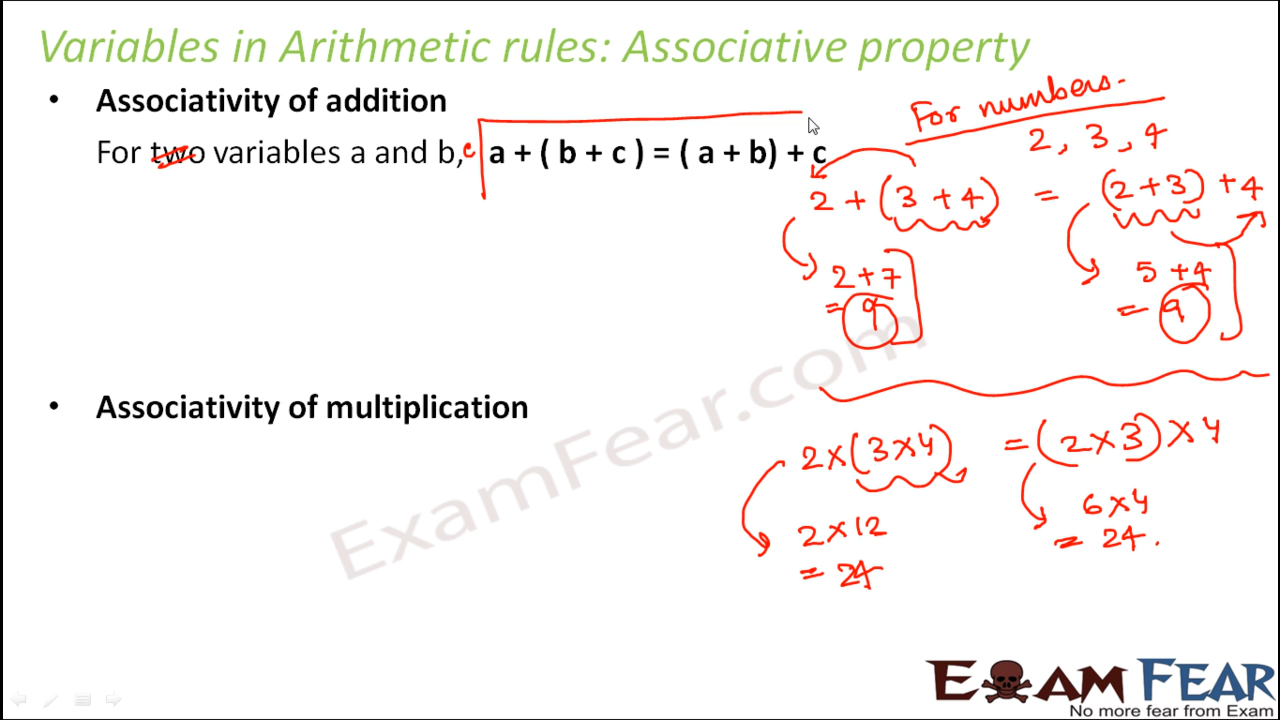 Variables in Arithmetic rules: Associative property
• Associativity of addition
For two variables a and b, c a + ( b + c ) = ( a + b) + c
For numbers.
2, 3, 4
2 + (3 + 4) = (2 + 3) + 4
2 + 7
= 9
5 + 4
= 9
• Associativity of multiplication
2 × (3 × 4) = (2 × 3) × 4
2 × 12
= 24
6 × 4
= 24.
ExamFear.com
EXAM FEAR
No more fear from Exam